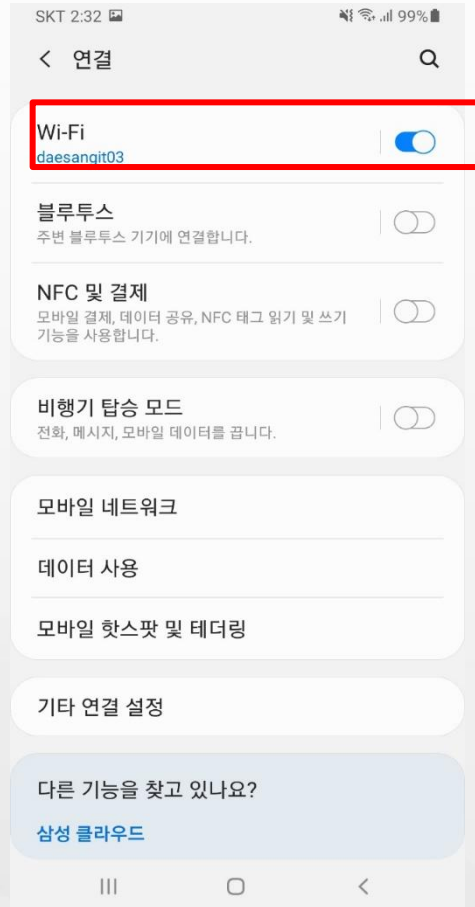 SKT 2:32 99%
연결
Wi-Fi
daesangit03
블루투스
주변 블루투스 기기에 연결합니다.
NFC 및 결제
모바일 결제, 데이터 공유, NFC 태그 읽기 및 쓰기
기능을 사용합니다.
비행기 탑승 모드
전화, 메시지, 모바일 데이터를 끕니다.
모바일 네트워크
데이터 사용
모바일 핫스팟 및 테더링
기타 연결 설정
다른 기능을 찾고 있나요?
삼성 클라우드